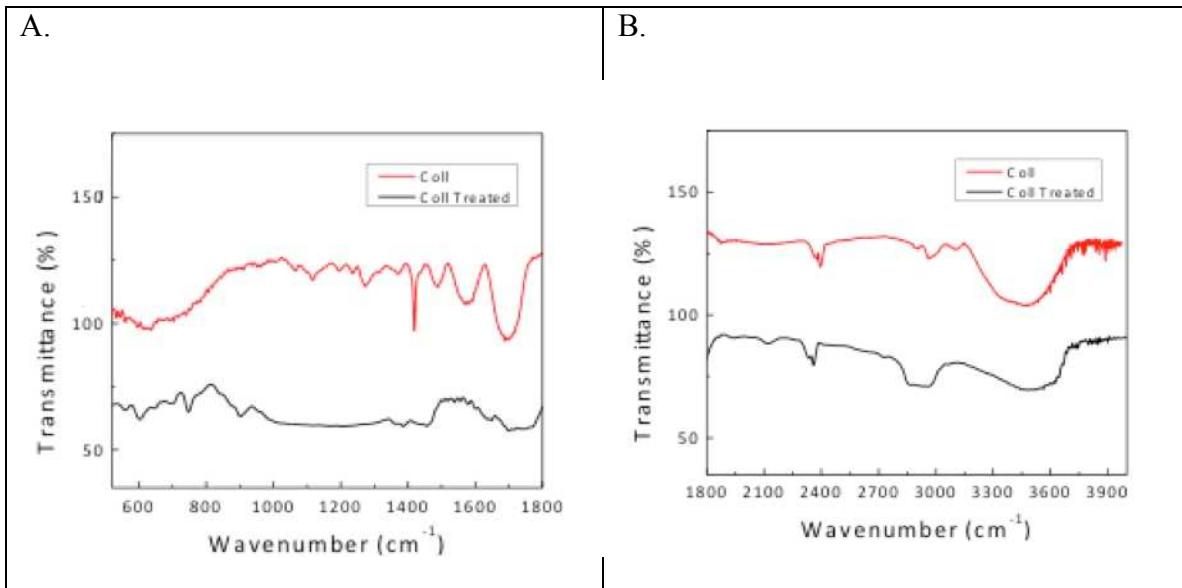 A.
Coll
Coll Treated
150
100
50
Transmittance (%)
600 800 1000 1200 1400 1600 1800
Wavenumber (cm⁻¹)
B.
Coll
Coll Treated
150
100
50
Transmittance (%)
1800 2100 2400 2700 3000 3300 3600 3900
Wavenumber (cm⁻¹)